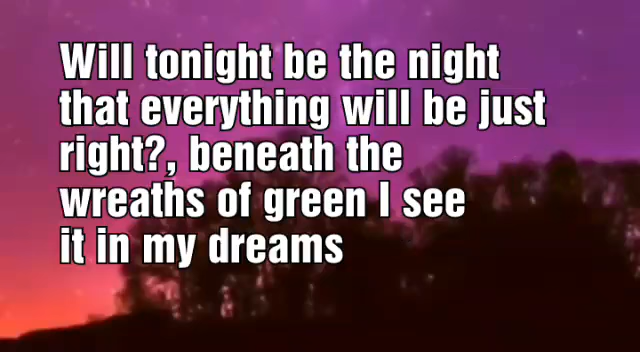 Will tonight be the night
that everything will be just
right?, beneath the
wreaths of green I see
it in my dreams